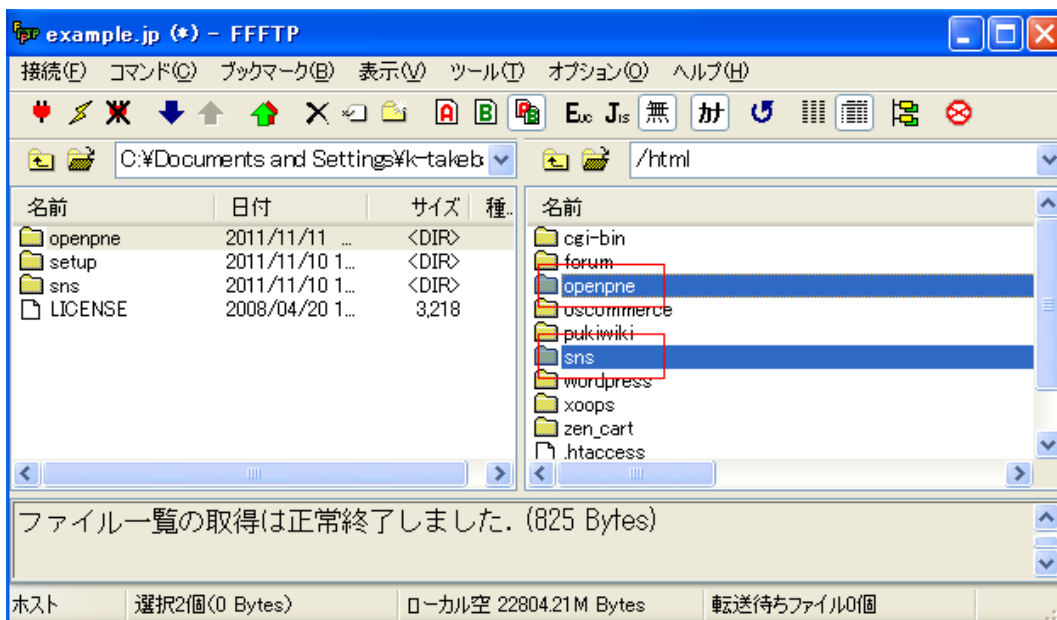 example.jp (*) - FFFTP
接続(F) コマンド(C) ブックマーク(B) 表示(V) ツール(T) オプション(O) ヘルプ(H)
A B Euc Jis 無 カナ
C:¥Documents and Settings¥k-takeb /html
名前 日付 サイズ 種.. 名前
openpne 2011/11/11 ... <DIR> cgi-bin
setup 2011/11/10 1... <DIR> forum
sns 2011/11/10 1... <DIR> openpne
LICENSE 2008/04/20 1... 3,218 oscommerce
pukiwiki
sns
wordpress
xoops
zen_cart
.htaccess
ファイル一覧の取得は正常終了しました. (825 Bytes)
ホスト 選択2個(0 Bytes) ローカル空 22804.21M Bytes 転送待ちファイル0個